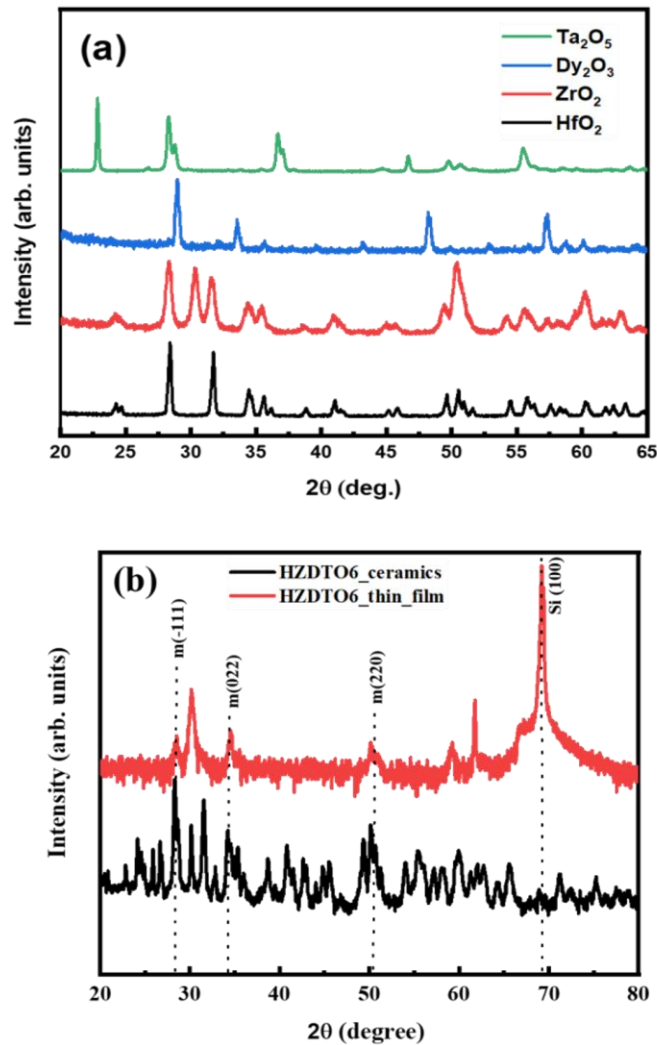 (a)
Ta₂O₅
Dy₂O₃
ZrO₂
HfO₂
Intensity (arb. units)
20 25 30 35 40 45 50 55 60 65
2θ (deg.)
(b)
HZDTO6_ceramics
HZDTO6_thin_film
m(-111)
m(022)
m(220)
Si (100)
Intensity (arb. units)
20 30 40 50 60 70 80
2θ (degree)